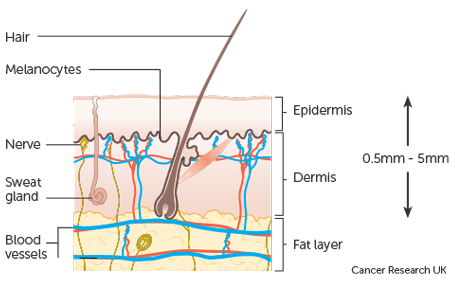 Hair
Melanocytes
Nerve
Sweat
gland
Blood
vessels
Epidermis
Dermis
0.5mm - 5mm
Fat layer
Cancer Research UK